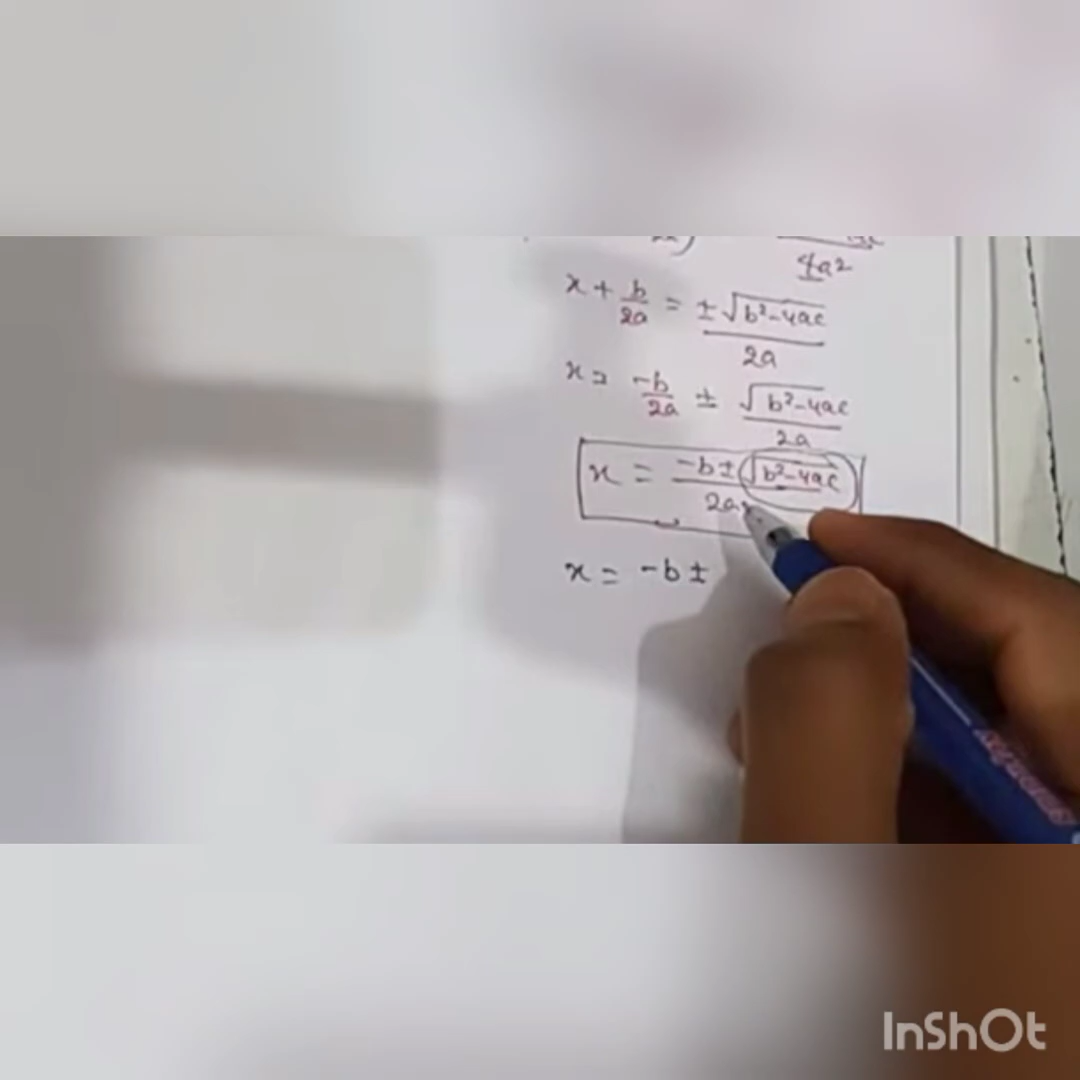 4a²
x + b/2a = ± √b²-4ac / 2a
x = -b/2a ± √b²-4ac / 2a
x = -b ± √b²-4ac / 2a
x = -b ±
InShOt